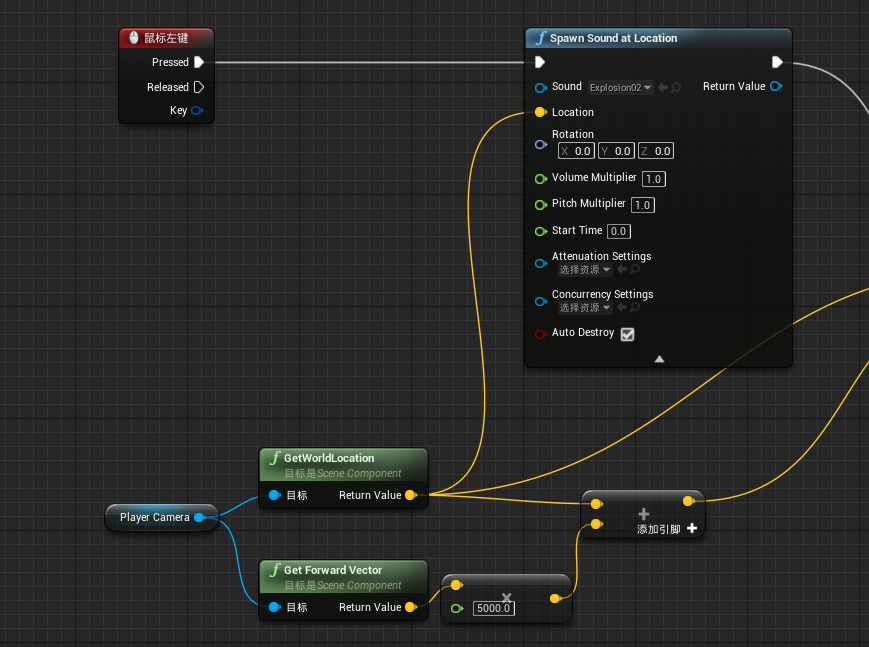 鼠标左键
Pressed
Released
Key
f Spawn Sound at Location
Sound Explosion02 Return Value
Location
Rotation
X 0.0 Y 0.0 Z 0.0
Volume Multiplier 1.0
Pitch Multiplier 1.0
Start Time 0.0
Attenuation Settings
选择资源
Concurrency Settings
选择资源
Auto Destroy
f GetWorldLocation
目标是Scene Component
目标 Return Value
Player Camera
添加引脚
f Get Forward Vector
目标是Scene Component
目标 Return Value
5000.0